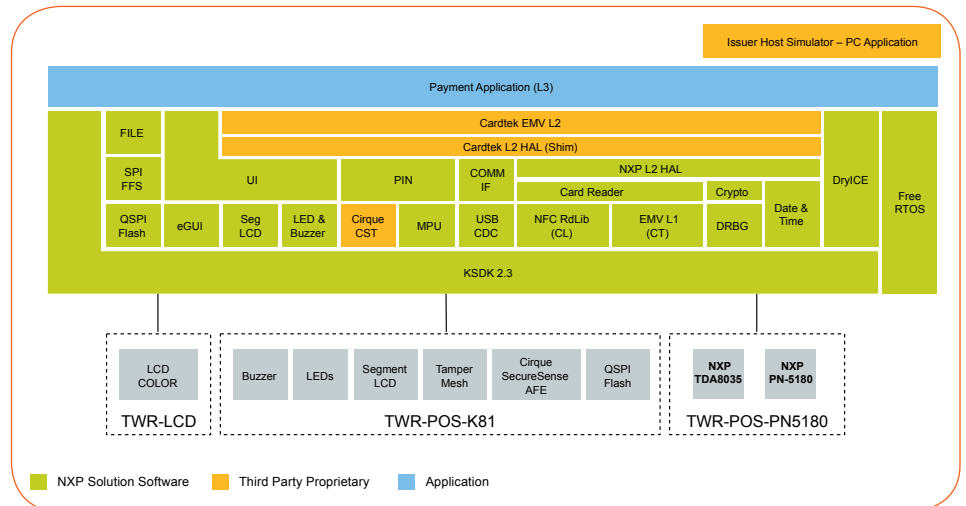 Issuer Host Simulator – PC Application
Payment Application (L3)
Cardtek EMV L2
FILE
Cardtek L2 HAL (Shim)
NXP L2 HAL
SPI
FFS
UI
PIN
COMM
IF
DryICE
Free
RTOS
Card Reader
Crypto
QSPI
Flash
eGUI
Seg
LCD
LED &
Buzzer
Cirque
CST
MPU
USB
CDC
NFC RdLib
(CL)
EMV L1
(CT)
DRBG
Date &
Time
KSDK 2.3
LCD
COLOR
Buzzer
LEDs
Segment
LCD
Tamper
Mesh
Cirque
SecureSense
AFE
QSPI
Flash
NXP
TDA8035
NXP
PN-5180
TWR-LCD
TWR-POS-K81
TWR-POS-PN5180
NXP Solution Software
Third Party Proprietary
Application